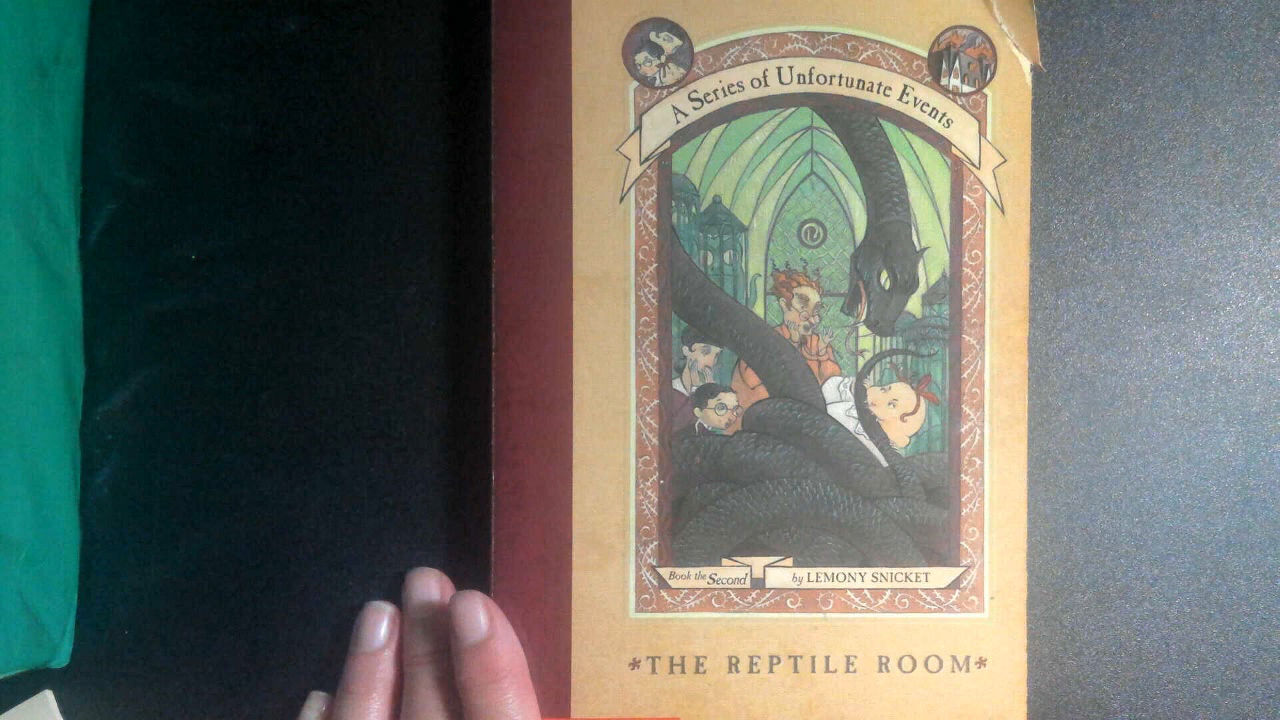 A Series of Unfortunate Events
Book the Second by LEMONY SNICKET
*THE REPTILE ROOM*